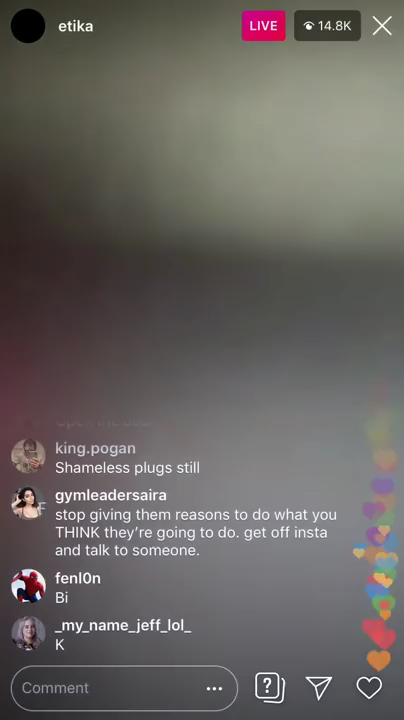 etika
LIVE
14.8K
king.pogan
Shameless plugs still
gymleadersaira
stop giving them reasons to do what you
THINK they're going to do. get off insta
and talk to someone.
fenl0n
Bi
_my_name_jeff_lol_
K
Comment